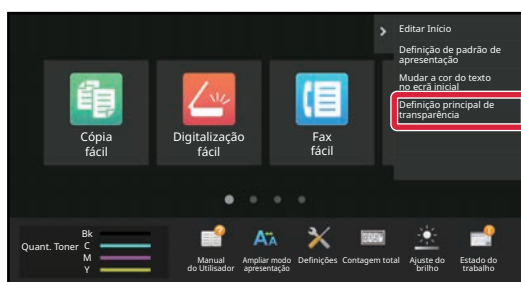 Editar Início
Definição de padrão de
apresentação
Mudar a cor do texto
no ecrã inicial
Definição principal de
transparência
Cópia
fácil
Digitalização
fácil
Fax
fácil
Quant. Toner
Bk
C
M
Y
Manual
do Utilisador
Ampliar modo
apresentação
Definições
Contagem total
Ajuste do
brilho
Estado do
trabalho